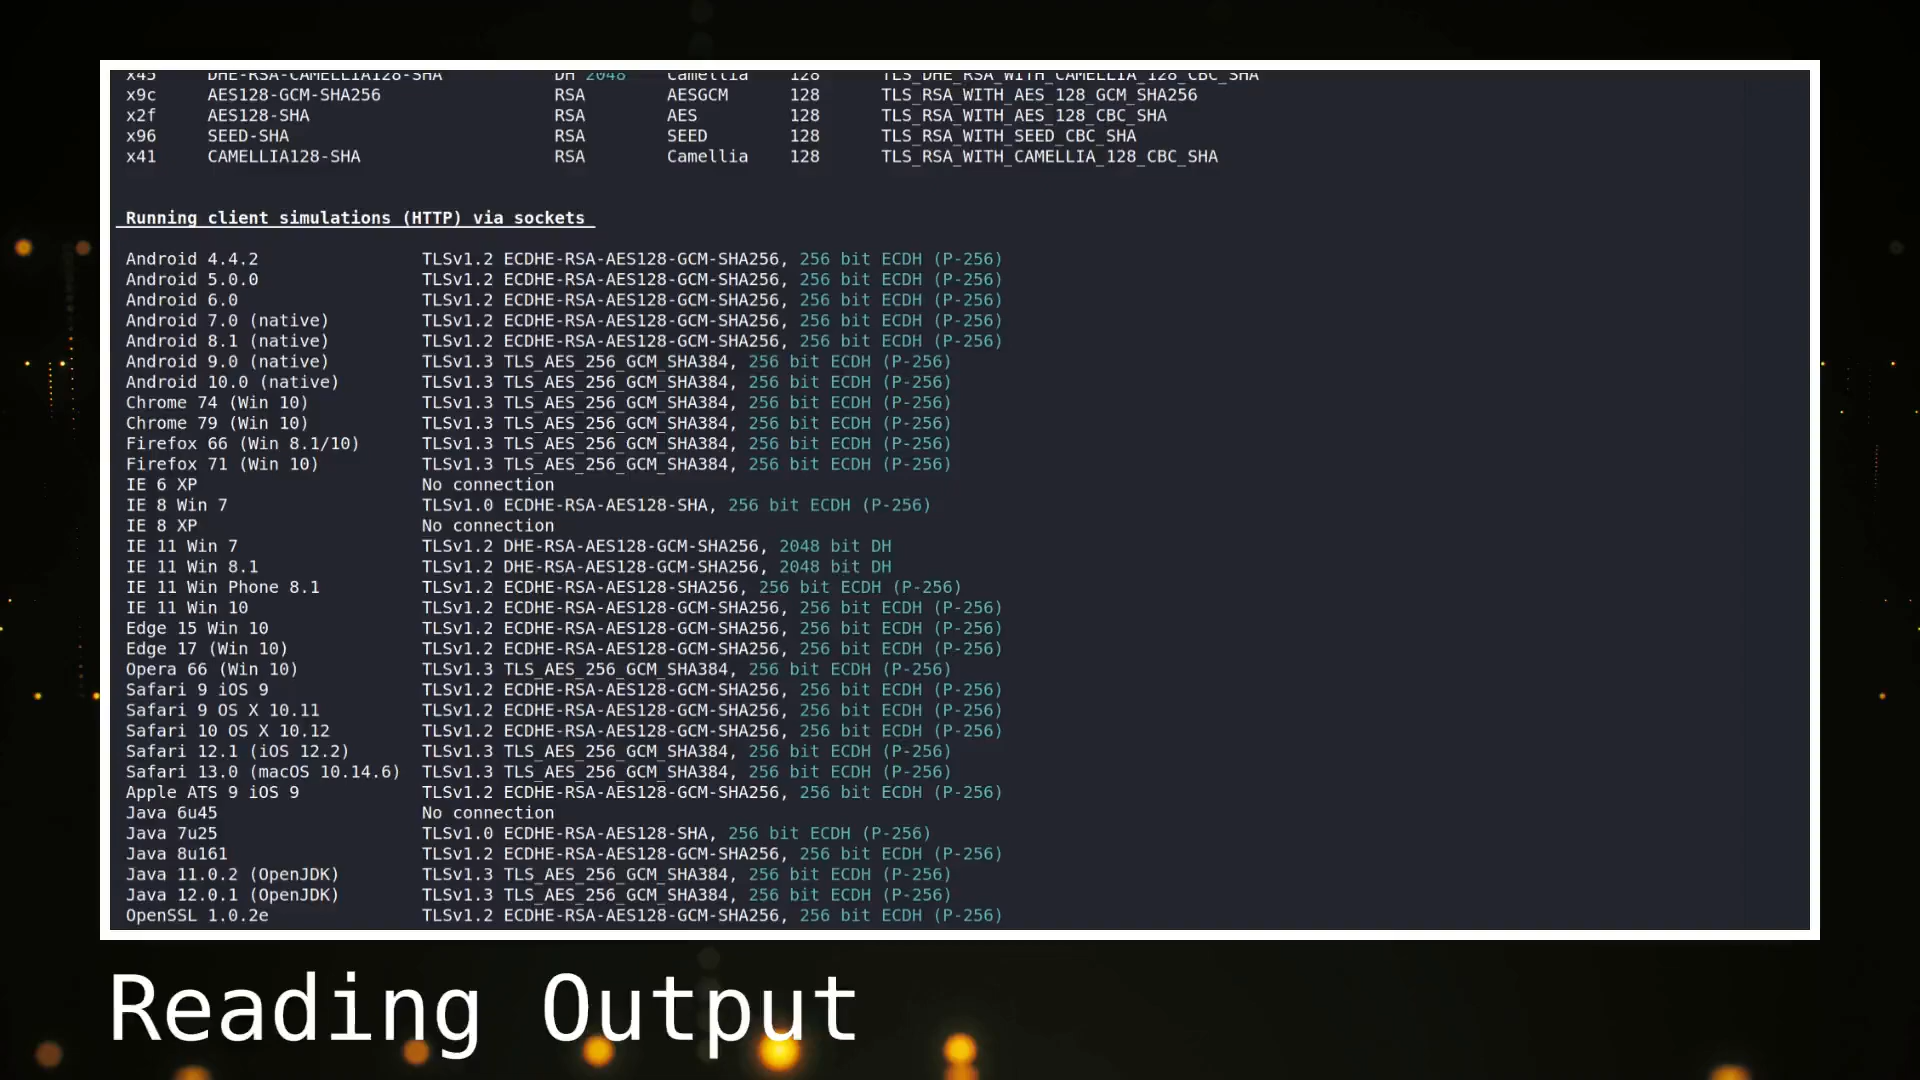 x45 DHE-RSA-CAMELLIA128-SHA DH 2048 Camellia 128 TLS_DHE_RSA_WITH_CAMELLIA_128_CBC_SHA
x9c AES128-GCM-SHA256 RSA AESGCM 128 TLS_RSA_WITH_AES_128_GCM_SHA256
x2f AES128-SHA RSA AES 128 TLS_RSA_WITH_AES_128_CBC_SHA
x96 SEED-SHA RSA SEED 128 TLS_RSA_WITH_SEED_CBC_SHA
x41 CAMELLIA128-SHA RSA Camellia 128 TLS_RSA_WITH_CAMELLIA_128_CBC_SHA
Running client simulations (HTTP) via sockets
Android 4.4.2 TLSv1.2 ECDHE-RSA-AES128-GCM-SHA256, 256 bit ECDH (P-256)
Android 5.0.0 TLSv1.2 ECDHE-RSA-AES128-GCM-SHA256, 256 bit ECDH (P-256)
Android 6.0 TLSv1.2 ECDHE-RSA-AES128-GCM-SHA256, 256 bit ECDH (P-256)
Android 7.0 (native) TLSv1.2 ECDHE-RSA-AES128-GCM-SHA256, 256 bit ECDH (P-256)
Android 8.1 (native) TLSv1.2 ECDHE-RSA-AES128-GCM-SHA256, 256 bit ECDH (P-256)
Android 9.0 (native) TLSv1.3 TLS_AES_256_GCM_SHA384, 256 bit ECDH (P-256)
Android 10.0 (native) TLSv1.3 TLS_AES_256_GCM_SHA384, 256 bit ECDH (P-256)
Chrome 74 (Win 10) TLSv1.3 TLS_AES_256_GCM_SHA384, 256 bit ECDH (P-256)
Chrome 79 (Win 10) TLSv1.3 TLS_AES_256_GCM_SHA384, 256 bit ECDH (P-256)
Firefox 66 (Win 8.1/10) TLSv1.3 TLS_AES_256_GCM_SHA384, 256 bit ECDH (P-256)
Firefox 71 (Win 10) TLSv1.3 TLS_AES_256_GCM_SHA384, 256 bit ECDH (P-256)
IE 6 XP No connection
IE 8 Win 7 TLSv1.0 ECDHE-RSA-AES128-SHA, 256 bit ECDH (P-256)
IE 8 XP No connection
IE 11 Win 7 TLSv1.2 DHE-RSA-AES128-GCM-SHA256, 2048 bit DH
IE 11 Win 8.1 TLSv1.2 DHE-RSA-AES128-GCM-SHA256, 2048 bit DH
IE 11 Win Phone 8.1 TLSv1.2 ECDHE-RSA-AES128-SHA256, 256 bit ECDH (P-256)
IE 11 Win 10 TLSv1.2 ECDHE-RSA-AES128-GCM-SHA256, 256 bit ECDH (P-256)
Edge 15 Win 10 TLSv1.2 ECDHE-RSA-AES128-GCM-SHA256, 256 bit ECDH (P-256)
Edge 17 (Win 10) TLSv1.2 ECDHE-RSA-AES128-GCM-SHA256, 256 bit ECDH (P-256)
Opera 66 (Win 10) TLSv1.3 TLS_AES_256_GCM_SHA384, 256 bit ECDH (P-256)
Safari 9 iOS 9 TLSv1.2 ECDHE-RSA-AES128-GCM-SHA256, 256 bit ECDH (P-256)
Safari 9 OS X 10.11 TLSv1.2 ECDHE-RSA-AES128-GCM-SHA256, 256 bit ECDH (P-256)
Safari 10 OS X 10.12 TLSv1.2 ECDHE-RSA-AES128-GCM-SHA256, 256 bit ECDH (P-256)
Safari 12.1 (iOS 12.2) TLSv1.3 TLS_AES_256_GCM_SHA384, 256 bit ECDH (P-256)
Safari 13.0 (macOS 10.14.6) TLSv1.3 TLS_AES_256_GCM_SHA384, 256 bit ECDH (P-256)
Apple ATS 9 iOS 9 TLSv1.2 ECDHE-RSA-AES128-GCM-SHA256, 256 bit ECDH (P-256)
Java 6u45 No connection
Java 7u25 TLSv1.0 ECDHE-RSA-AES128-SHA, 256 bit ECDH (P-256)
Java 8u161 TLSv1.2 ECDHE-RSA-AES128-GCM-SHA256, 256 bit ECDH (P-256)
Java 11.0.2 (OpenJDK) TLSv1.3 TLS_AES_256_GCM_SHA384, 256 bit ECDH (P-256)
Java 12.0.1 (OpenJDK) TLSv1.3 TLS_AES_256_GCM_SHA384, 256 bit ECDH (P-256)
OpenSSL 1.0.2e TLSv1.2 ECDHE-RSA-AES128-GCM-SHA256, 256 bit ECDH (P-256)
Reading Output